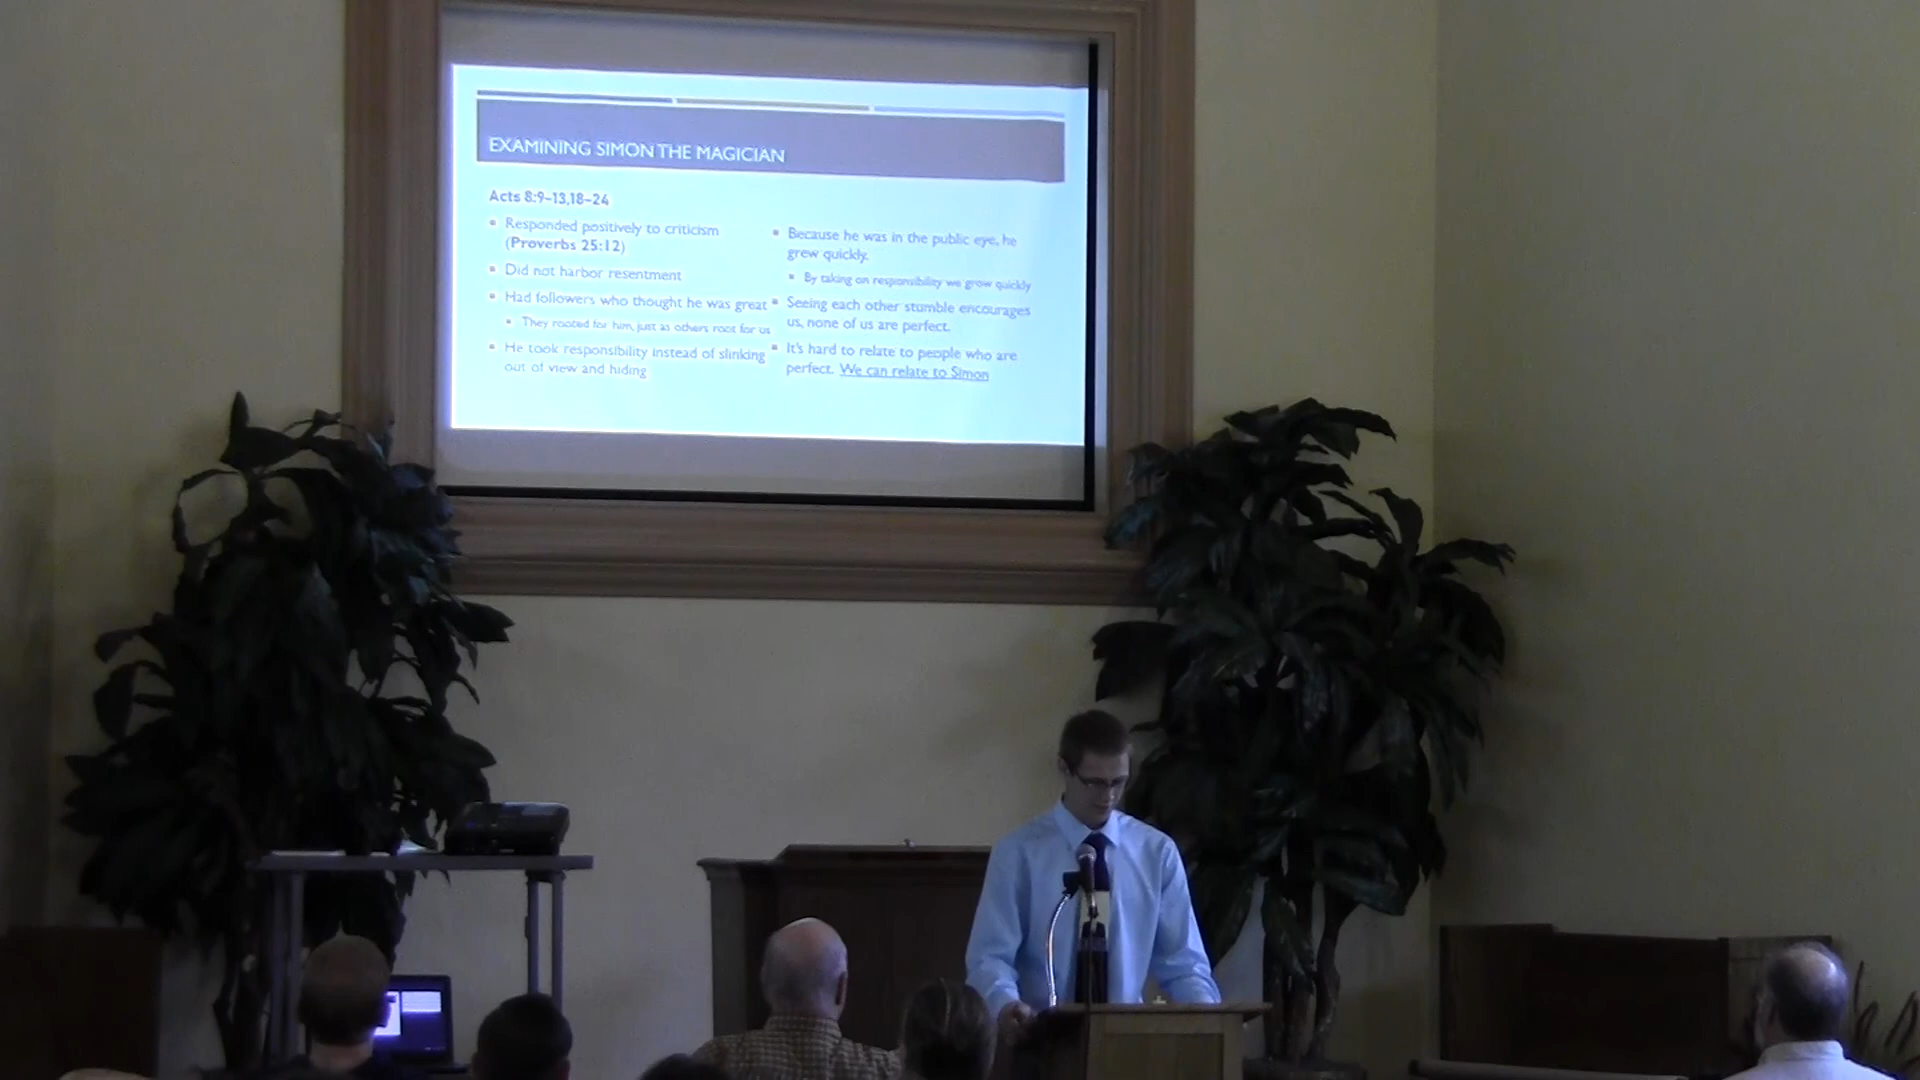 EXAMINING SIMON THE MAGICIAN
Acts 8:9–13,18–24
Responded positively to criticism
(Proverbs 25:12)
Did not harbor resentment
Had followers who thought he was great
They rooted for him, just as others root for us
He took responsibility instead of slinking
out of view and hiding
Because he was in the public eye, he
grew quickly.
By taking on responsibility we grow quickly
Seeing each other stumble encourages
us, none of us are perfect.
It's hard to relate to people who are
perfect. We can relate to Simon